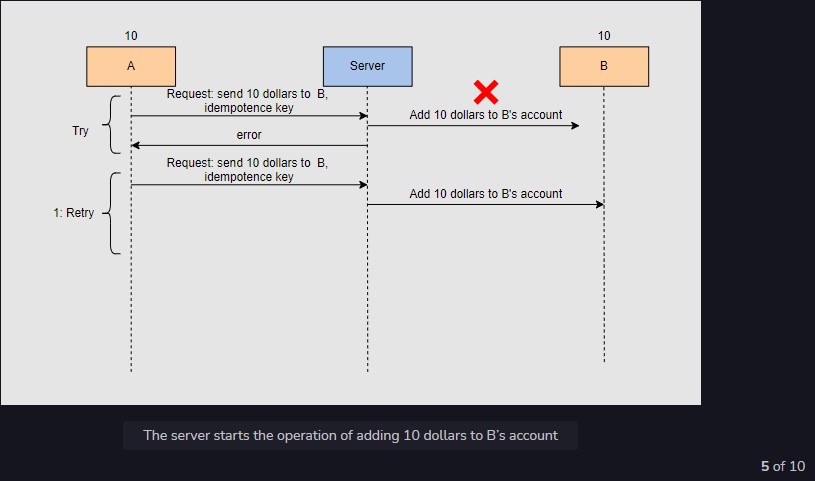 10
10
A
Server
B
Request: send 10 dollars to B,
idempotence key
Add 10 dollars to B's account
Try
error
Request: send 10 dollars to B,
idempotence key
Add 10 dollars to B's account
1: Retry
The server starts the operation of adding 10 dollars to B’s account
5 of 10